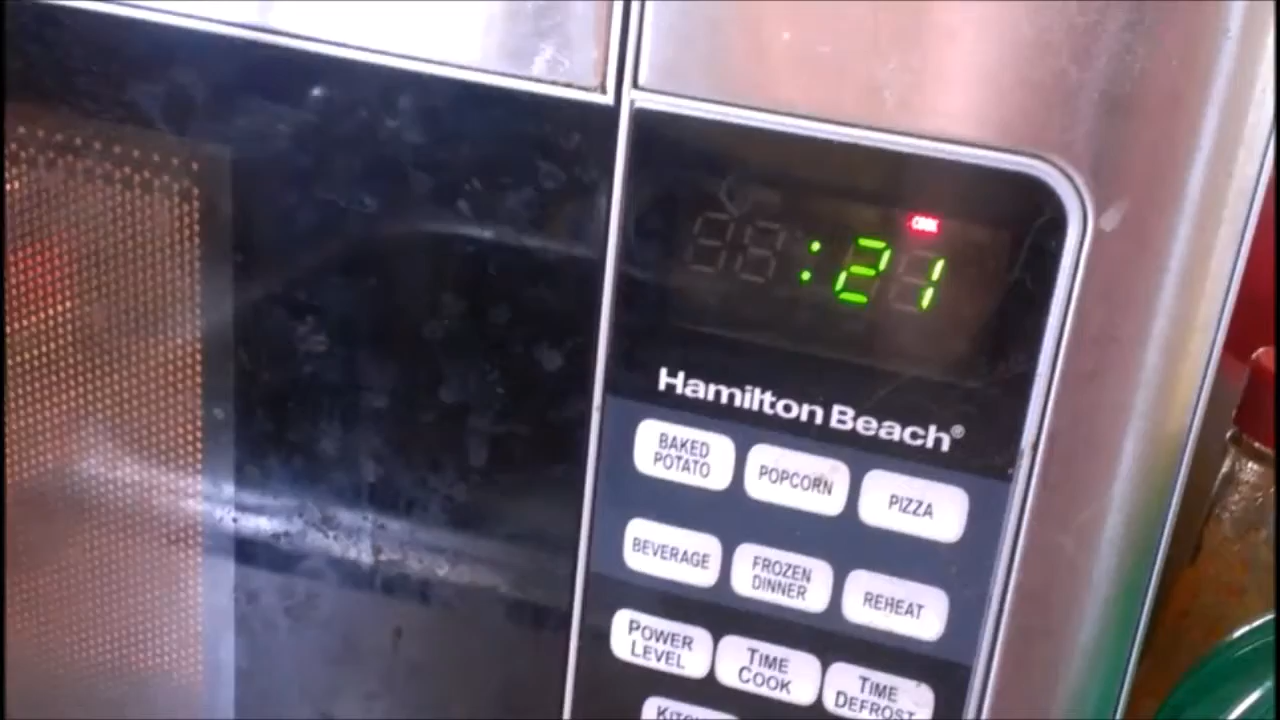 COOK
:21
Hamilton Beach®
BAKED
POTATO
POPCORN
PIZZA
BEVERAGE
FROZEN
DINNER
REHEAT
POWER
LEVEL
TIME
COOK
TIME
DEFROST